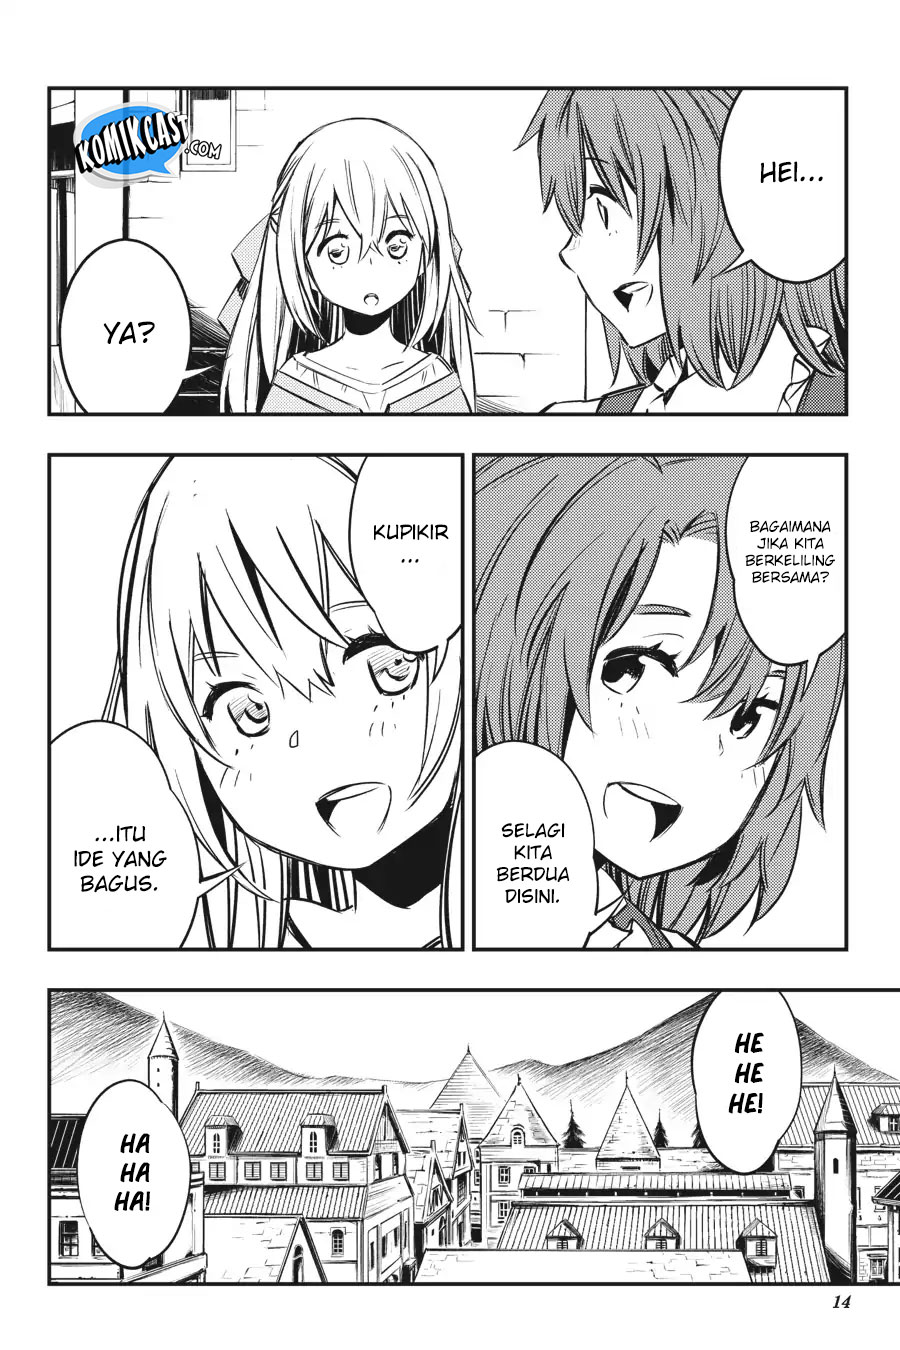 KOMIKCAST
.COM
HEI...
YA?
BAGAIMANA
JIKA KITA
BERKELILING
BERSAMA?
SELAGI
KITA
BERDUA
DISINI.
KUPIKIR
...
...ITU
IDE YANG
BAGUS.
HE
HE
HE!
HA
HA
HA!
14